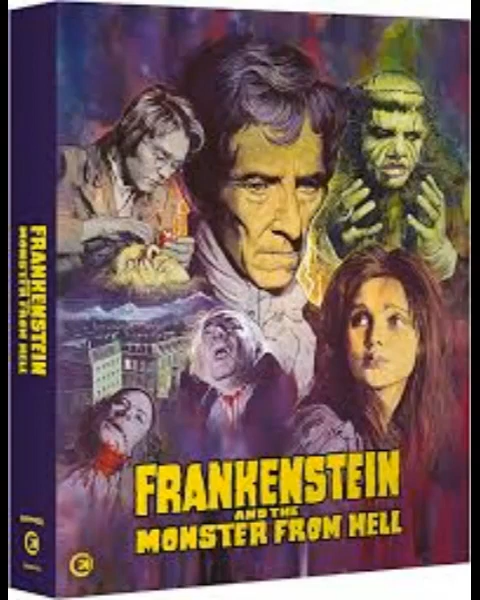 FRANKENSTEIN
AND THE
MONSTER FROM HELL
FRANKENSTEIN
AND THE
MONSTER FROM HELL